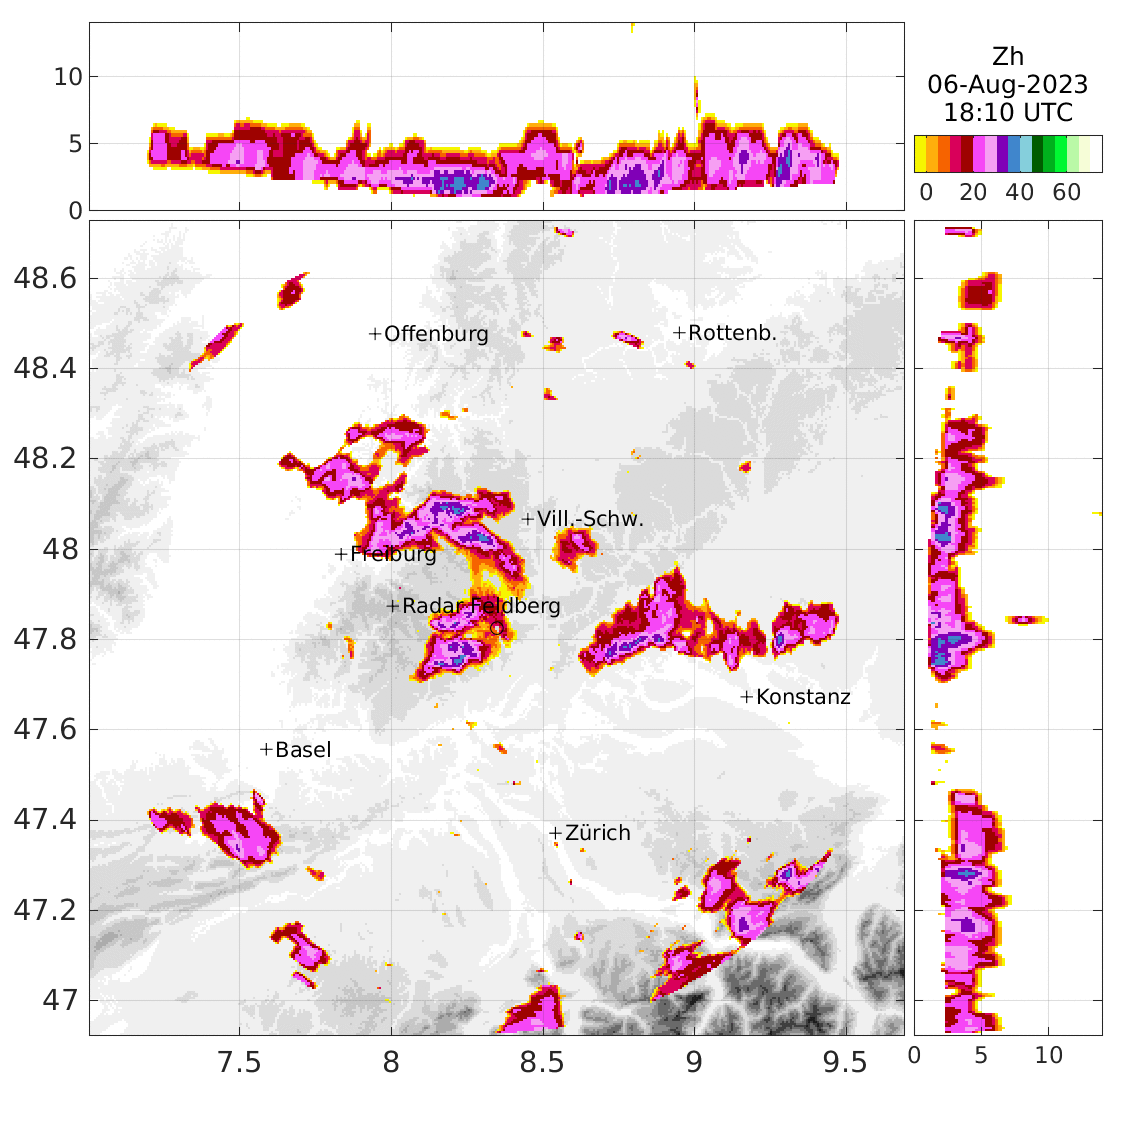 10
5
0
Zh
06-Aug-2023
18:10 UTC
0 20 40 60
48.6
48.4
48.2
48
47.8
47.6
47.4
47.2
47
+Offenburg
+Rottenb.
+Vill.-Schw.
+Freiburg
+Radar Feldberg
+Konstanz
+Basel
+Zürich
7.5 8 8.5 9 9.5
0 5 10